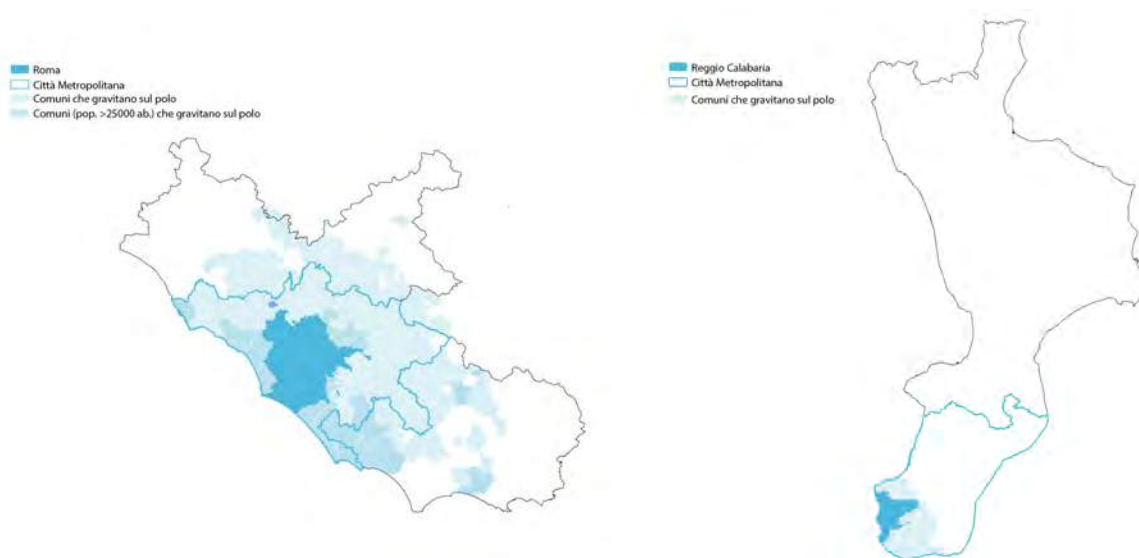 Roma
Città Metropolitana
Comuni che gravitano sul polo
Comuni (pop. >25000 ab.) che gravitano sul polo
Reggio Calabaria
Città Metropolitana
Comuni che gravitano sul polo